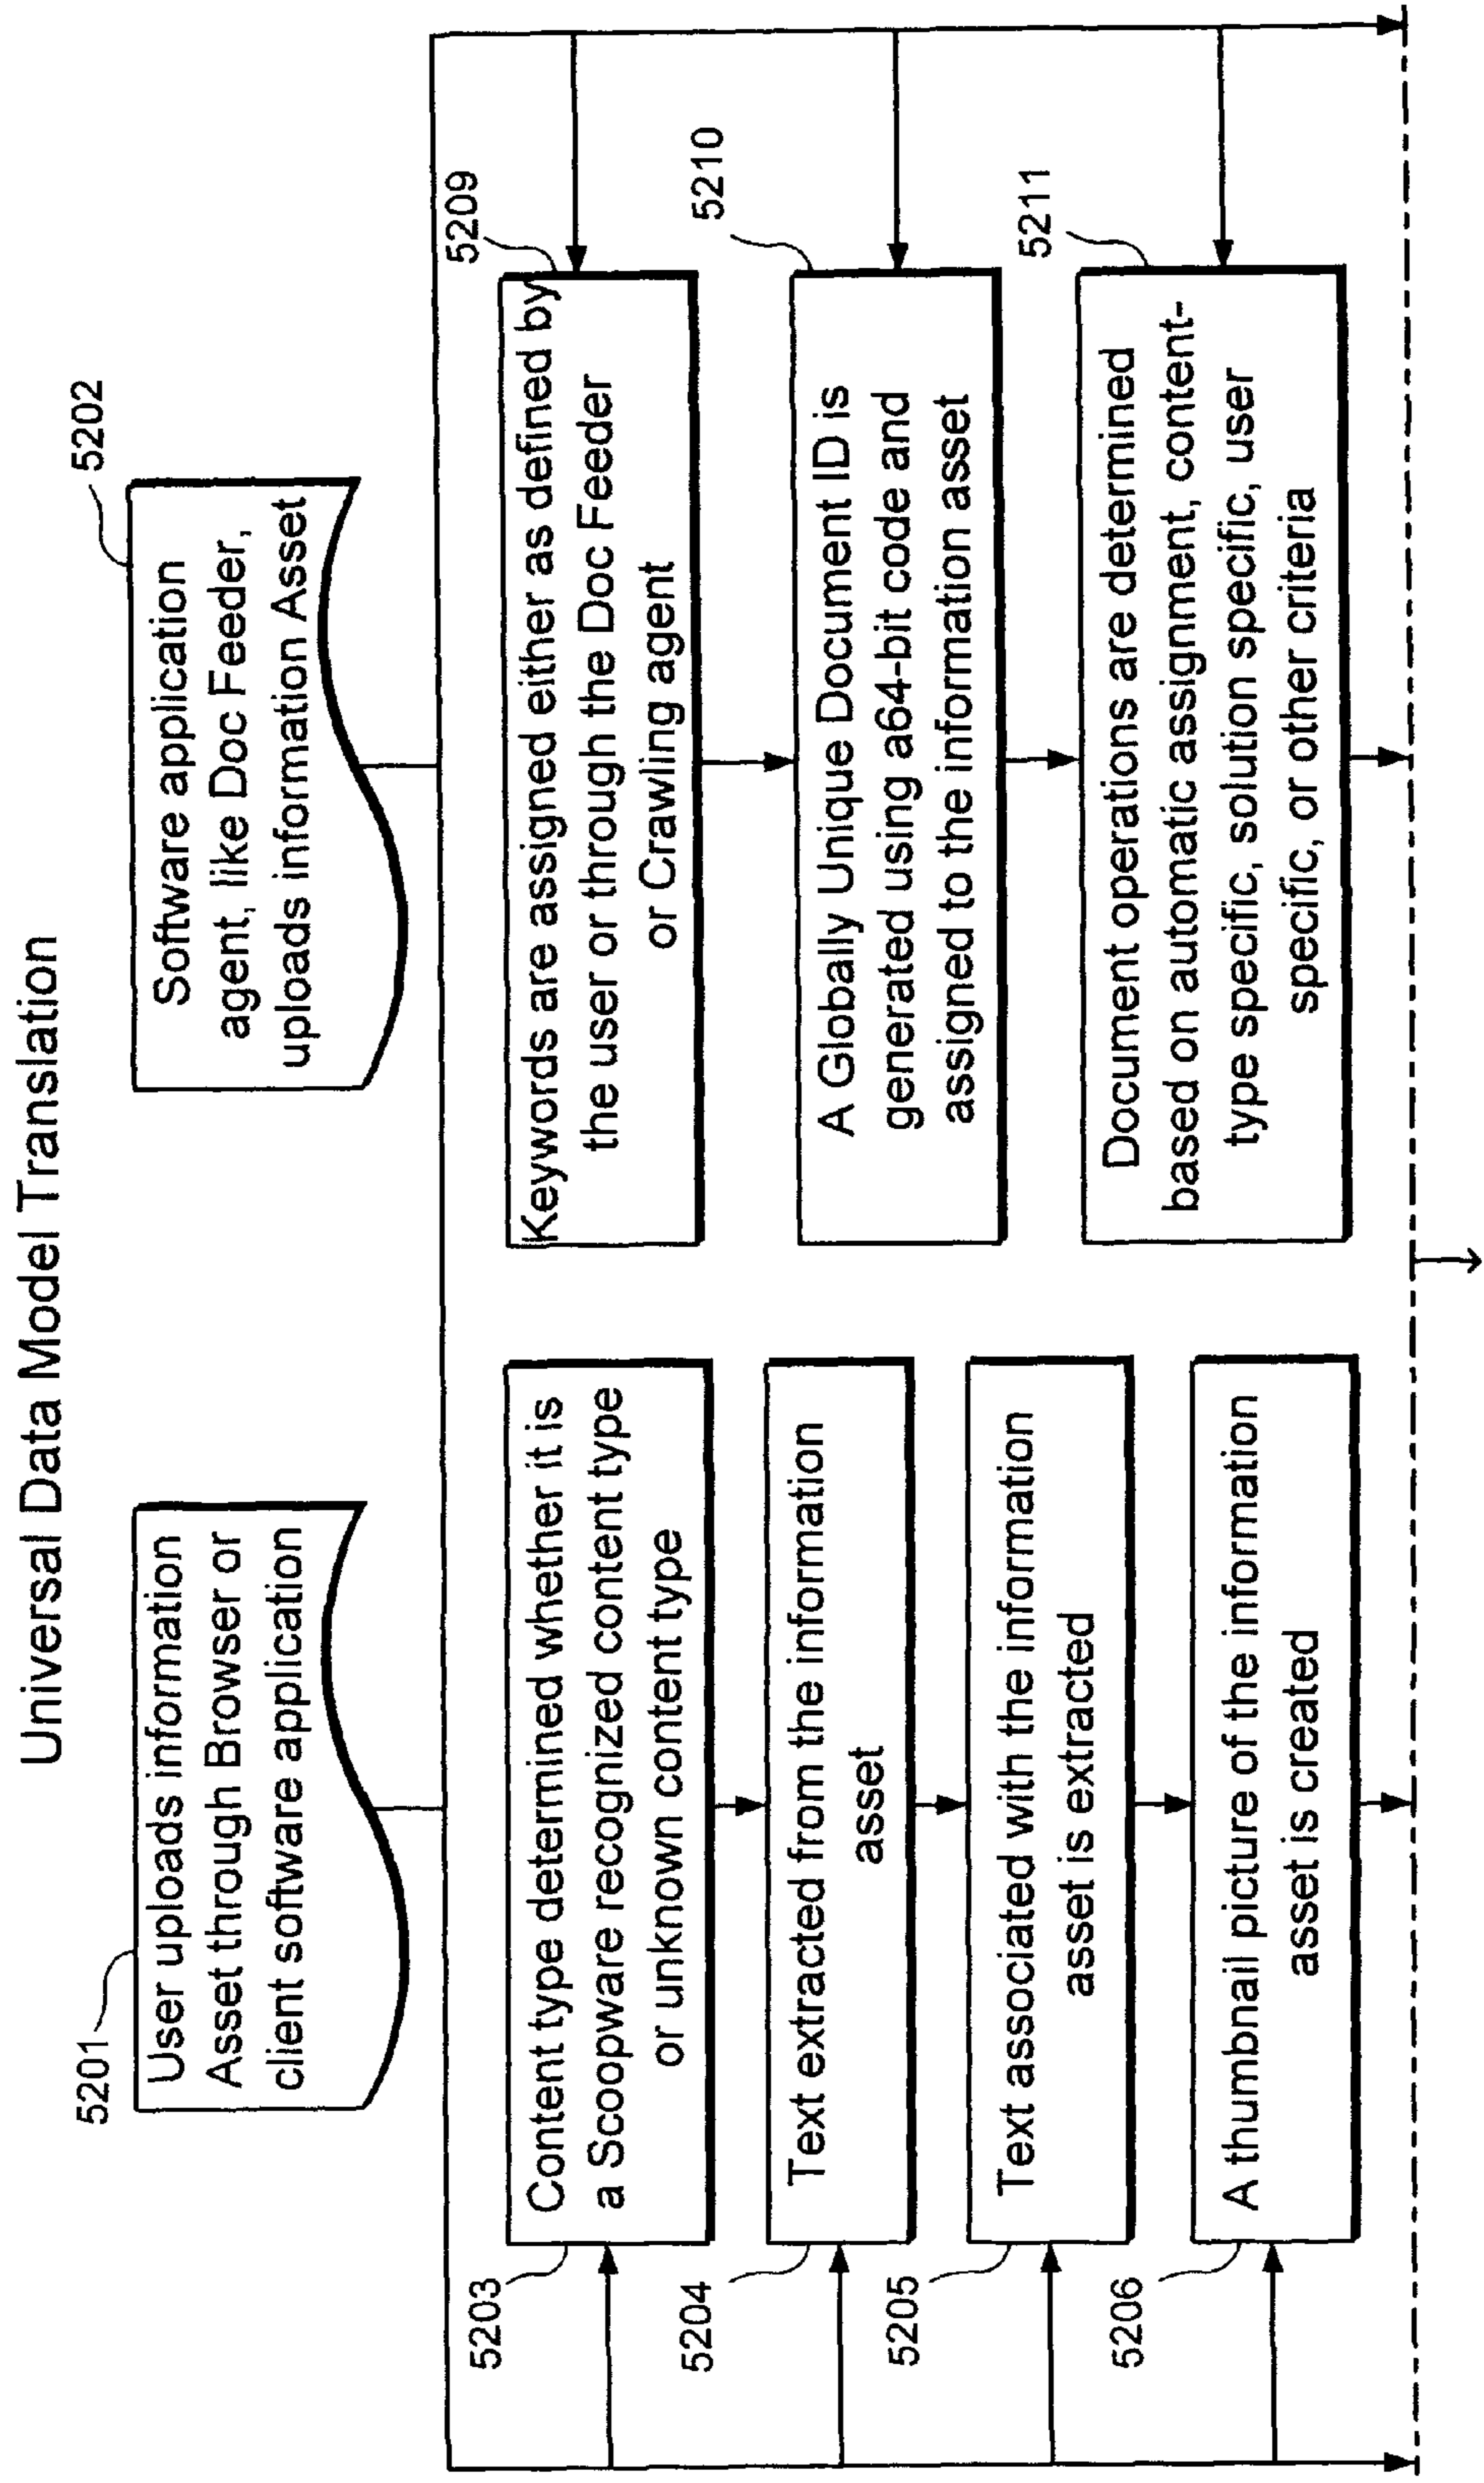 Universal Data Model Translation
5201
User uploads information
Asset through Browser or
client software application
5202
Software application
agent, like Doc Feeder,
uploads information Asset
5203
Content type determined whether it is
a Scoopware recognized content type
or unknown content type
5204
Text extracted from the information
asset
5205
Text associated with the information
asset is extracted
5206
A thumbnail picture of the information
asset is created
5209
Keywords are assigned either as defined by
the user or through the Doc Feeder
or Crawling agent
5210
A Globally Unique Document ID is
generated using a64-bit code and
assigned to the information asset
5211
Document operations are determined
based on automatic assignment, content-
type specific, solution specific, user
specific, or other criteria